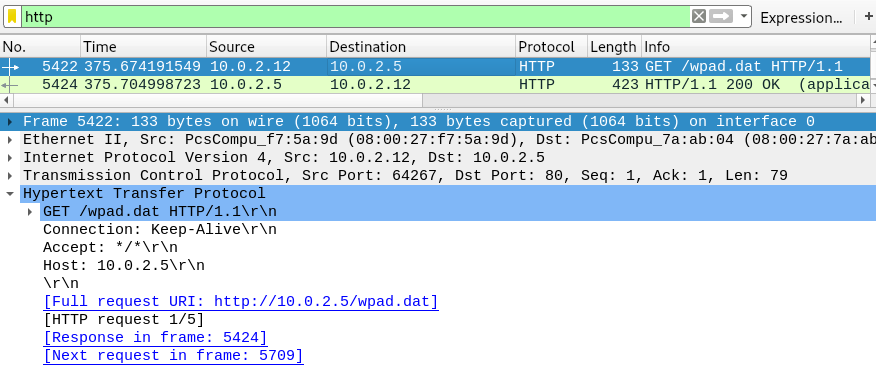 http Expression... +
No. Time Source Destination Protocol Length Info
5422 375.674191549 10.0.2.12 10.0.2.5 HTTP 133 GET /wpad.dat HTTP/1.1
5424 375.704998723 10.0.2.5 10.0.2.12 HTTP 423 HTTP/1.1 200 OK (applica
Frame 5422: 133 bytes on wire (1064 bits), 133 bytes captured (1064 bits) on interface 0
Ethernet II, Src: PcsCompu_f7:5a:9d (08:00:27:f7:5a:9d), Dst: PcsCompu_7a:ab:04 (08:00:27:7a:ab
Internet Protocol Version 4, Src: 10.0.2.12, Dst: 10.0.2.5
Transmission Control Protocol, Src Port: 64267, Dst Port: 80, Seq: 1, Ack: 1, Len: 79
Hypertext Transfer Protocol
GET /wpad.dat HTTP/1.1\r\n
Connection: Keep-Alive\r\n
Accept: */*\r\n
Host: 10.0.2.5\r\n
\r\n
[Full request URI: http://10.0.2.5/wpad.dat]
[HTTP request 1/5]
[Response in frame: 5424]
[Next request in frame: 5709]